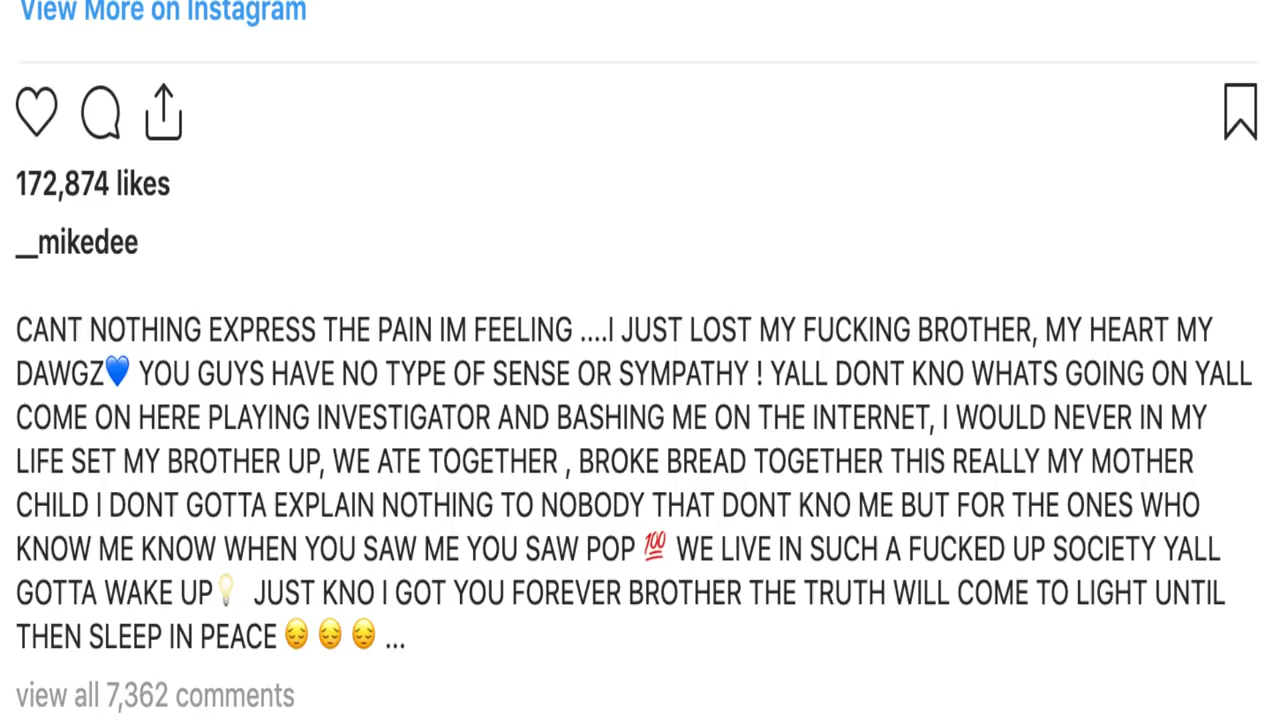 View More on Instagram
172,874 likes
__mikedee
CANT NOTHING EXPRESS THE PAIN IM FEELING ....I JUST LOST MY FUCKING BROTHER, MY HEART MY
DAWGZ💙 YOU GUYS HAVE NO TYPE OF SENSE OR SYMPATHY ! YALL DONT KNO WHATS GOING ON YALL
COME ON HERE PLAYING INVESTIGATOR AND BASHING ME ON THE INTERNET, I WOULD NEVER IN MY
LIFE SET MY BROTHER UP, WE ATE TOGETHER , BROKE BREAD TOGETHER THIS REALLY MY MOTHER
CHILD I DONT GOTTA EXPLAIN NOTHING TO NOBODY THAT DONT KNO ME BUT FOR THE ONES WHO
KNOW ME KNOW WHEN YOU SAW ME YOU SAW POP 💯 WE LIVE IN SUCH A FUCKED UP SOCIETY YALL
GOTTA WAKE UP💡 JUST KNO I GOT YOU FOREVER BROTHER THE TRUTH WILL COME TO LIGHT UNTIL
THEN SLEEP IN PEACE 😔 😔 😔 ...
view all 7,362 comments